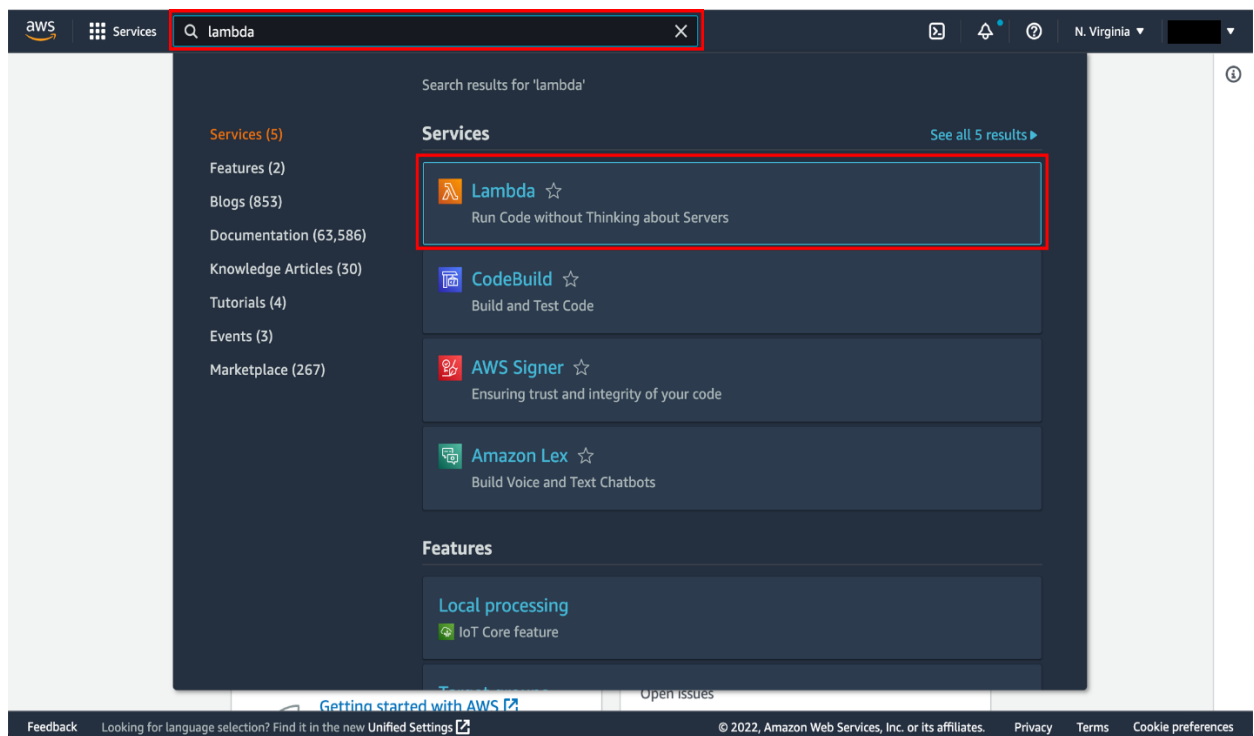 aws
Services
lambda
N. Virginia
Search results for 'lambda'
Services (5)
Features (2)
Blogs (853)
Documentation (63,586)
Knowledge Articles (30)
Tutorials (4)
Events (3)
Marketplace (267)
Services
See all 5 results
Lambda
Run Code without Thinking about Servers
CodeBuild
Build and Test Code
AWS Signer
Ensuring trust and integrity of your code
Amazon Lex
Build Voice and Text Chatbots
Features
Local processing
IoT Core feature
Getting started with AWS
Open issues
Feedback
Looking for language selection? Find it in the new Unified Settings
© 2022, Amazon Web Services, Inc. or its affiliates.
Privacy
Terms
Cookie preferences